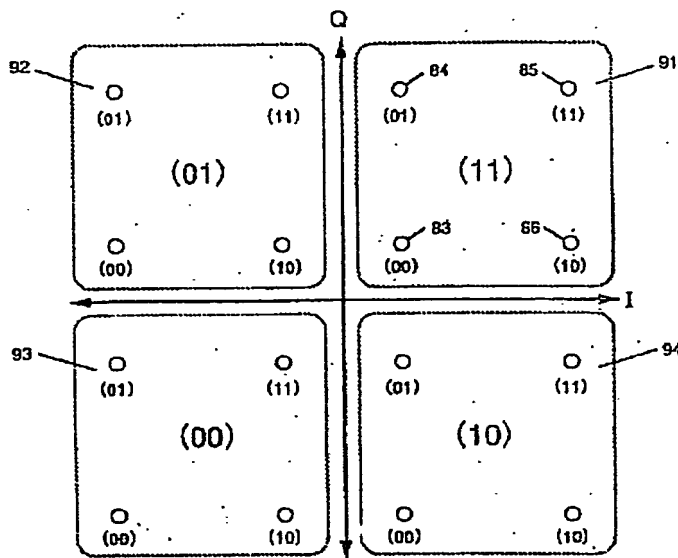 Q
92 84 85 91
(01) (11) (01) (11)
(01) (11)
83 86
(00) (10) (00) (10)
I
93 94
(01) (11) (01) (11)
(00) (10)
(00) (10) (00) (10)